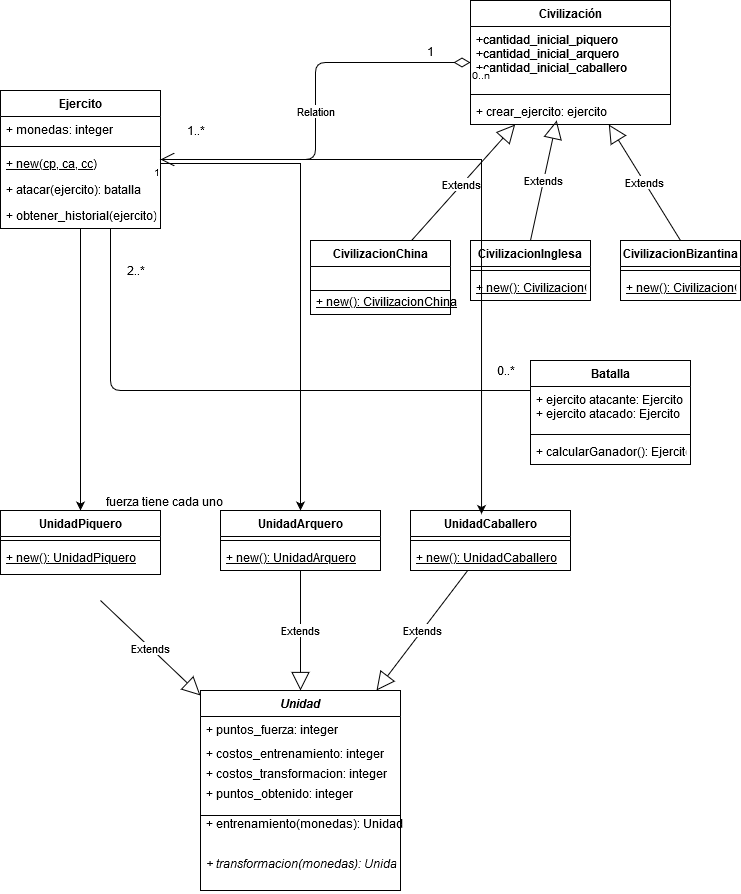 Civilización
+cantidad_inicial_piquero
+cantidad_inicial_arquero
+cantidad_inicial_caballero
0..n
+ crear_ejercito: ejercito
1
Relation
Ejercito
+ monedas: integer
+ new(cp, ca, cc)
+ atacar(ejercito): batalla
+ obtener_historial(ejercito)
1..*
1
Extends
Extends
Extends
CivilizacionChina
+ new(): CivilizacionChina
CivilizacionInglesa
+ new(): Civilizacion
CivilizacionBizantina
+ new(): Civilizacion
2..*
0..*
Batalla
+ ejercito atacante: Ejercito
+ ejercito atacado: Ejercito
+ calcularGanador(): Ejercit
fuerza tiene cada uno
UnidadPiquero
+ new(): UnidadPiquero
UnidadArquero
+ new(): UnidadArquero
UnidadCaballero
+ new(): UnidadCaballero
Extends
Extends
Extends
Unidad
+ puntos_fuerza: integer
+ costos_entrenamiento: integer
+ costos_transformacion: integer
+ puntos_obtenido: integer
+ entrenamiento(monedas): Unidad
+ transformacion(monedas): Unida